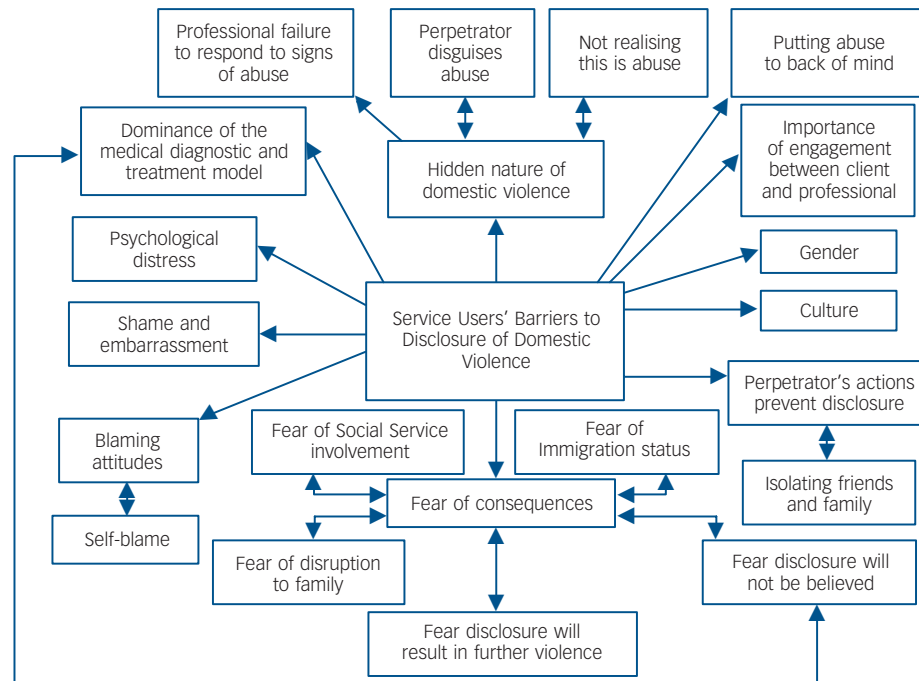 Professional failure
to respond to signs
of abuse
Perpetrator
disguises
abuse
Not realising
this is abuse
Putting abuse
to back of mind
Dominance of the
medical diagnostic and
treatment model
Hidden nature of
domestic violence
Importance
of engagement
between client
and professional
Psychological
distress
Gender
Shame and
embarrassment
Service Users’ Barriers to
Disclosure of Domestic
Violence
Culture
Perpetrator’s actions
prevent disclosure
Blaming
attitudes
Fear of Social Service
involvement
Fear of
Immigration status
Isolating friends
and family
Fear of consequences
Self-blame
Fear of disruption
to family
Fear disclosure will
not be believed
Fear disclosure will
result in further violence